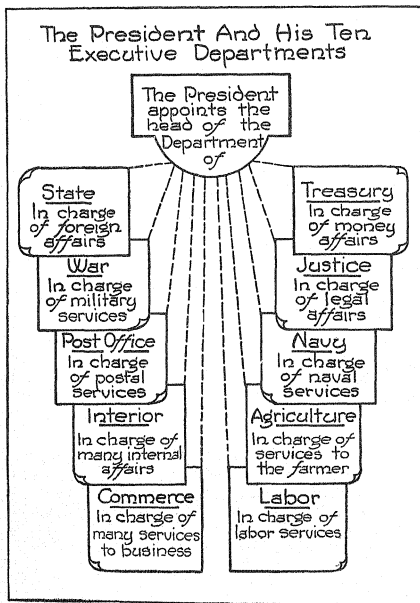 The President And His Ten
Executive Departments
The President
appoints the
head of the
Department
of
State
In charge
of foreign
affairs
Treasury
In charge
of money
affairs
War
In charge
of military
services
Justice
In charge
of legal
affairs
Post Office
In charge
of postal
services
Navy
In charge
of naval
services
Interior
In charge of
many internal
affairs
Agriculture
In charge of
services to
the farmer
Commerce
In charge of
many services
to business
Labor
In charge of
labor services